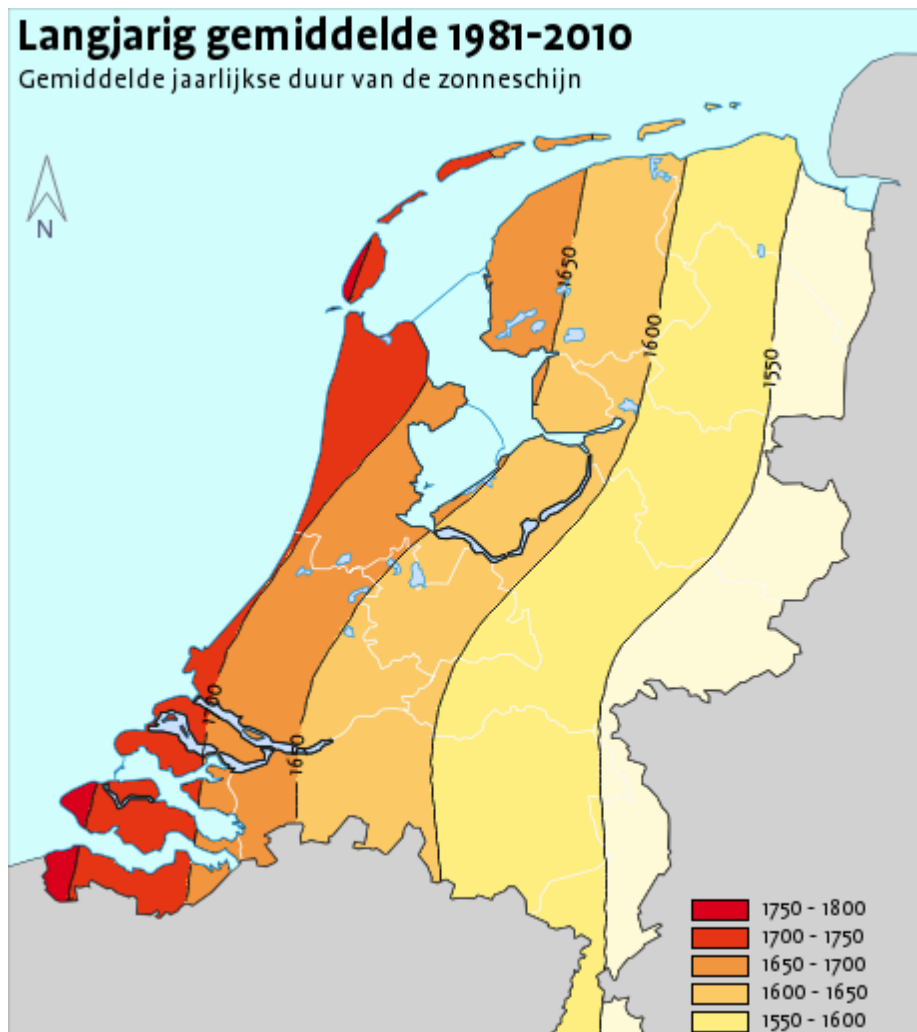 Langjarig gemiddelde 1981-2010
Gemiddelde jaarlijkse duur van de zonneschijn
N
1650
1600
1550
1700
1650
1750 - 1800
1700 - 1750
1650 - 1700
1600 - 1650
1550 - 1600